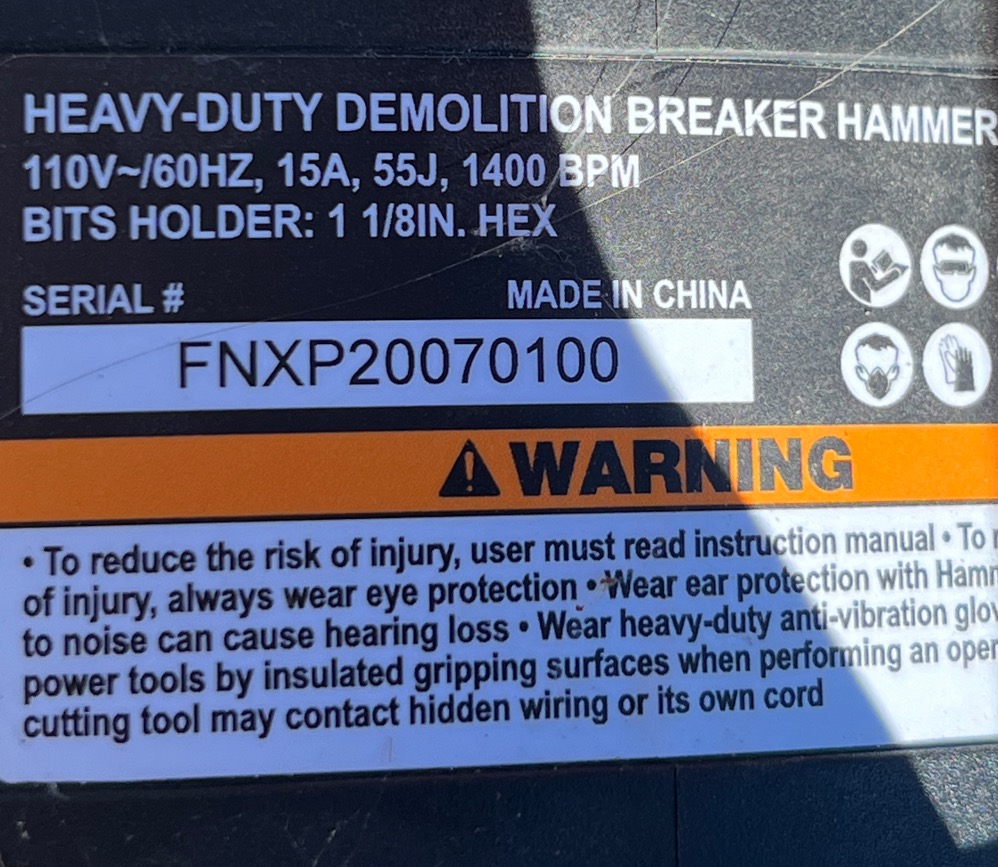 HEAVY-DUTY DEMOLITION BREAKER HAMMER
110V~/60HZ, 15A, 55J, 1400 BPM
BITS HOLDER: 1 1/8IN. HEX
SERIAL # MADE IN CHINA
FNXP20070100
WARNING
• To reduce the risk of injury, user must read instruction manual • To
of injury, always wear eye protection • Wear ear protection with
to noise can cause hearing loss • Wear heavy-duty anti-vibration
power tools by insulated gripping surfaces when performing an
cutting tool may contact hidden wiring or its own cord